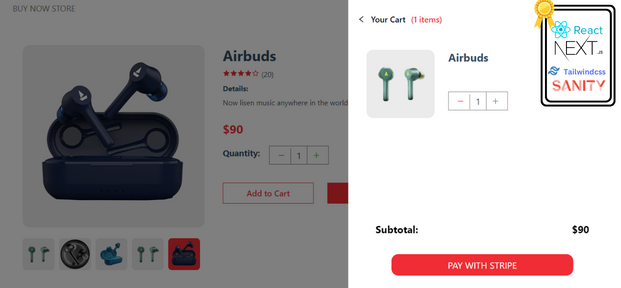 BUY NOW STORE
Airbuds
(20)
Details:
Now lisen music anywhere in the world
$90
Quantity:
− 1 +
Add to Cart
Your Cart (1 items)
Airbuds
− 1 +
Subtotal: $90
PAY WITH STRIPE
React
NEXT.JS
Tailwindcss
SANITY